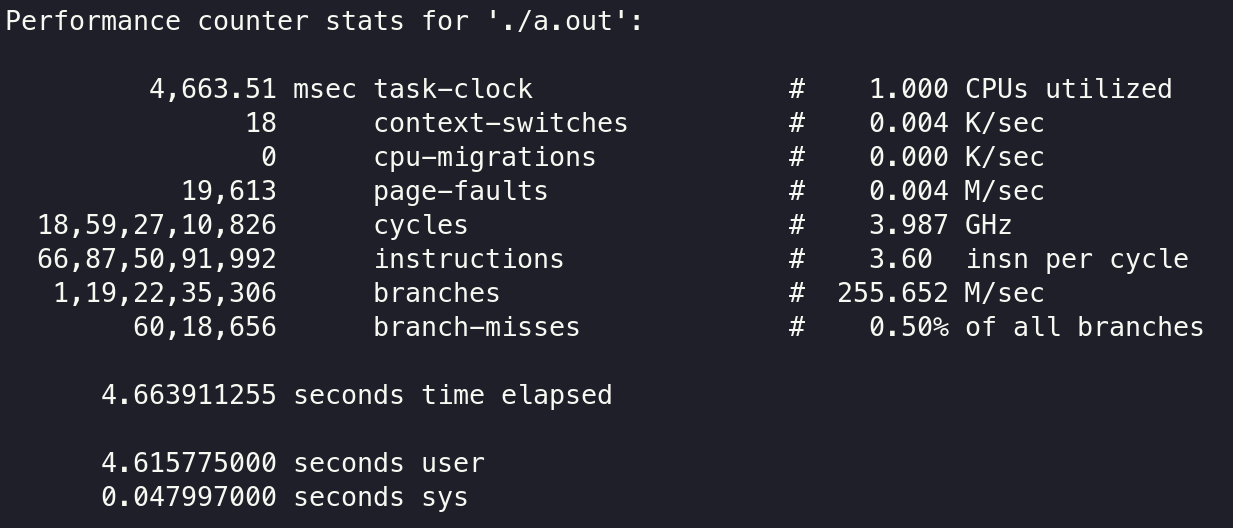 Performance counter stats for './a.out':
4,663.51 msec task-clock # 1.000 CPUs utilized
18 context-switches # 0.004 K/sec
0 cpu-migrations # 0.000 K/sec
19,613 page-faults # 0.004 M/sec
18,59,27,10,826 cycles # 3.987 GHz
66,87,50,91,992 instructions # 3.60 insn per cycle
1,19,22,35,306 branches # 255.652 M/sec
60,18,656 branch-misses # 0.50% of all branches
4.663911255 seconds time elapsed
4.615775000 seconds user
0.047997000 seconds sys